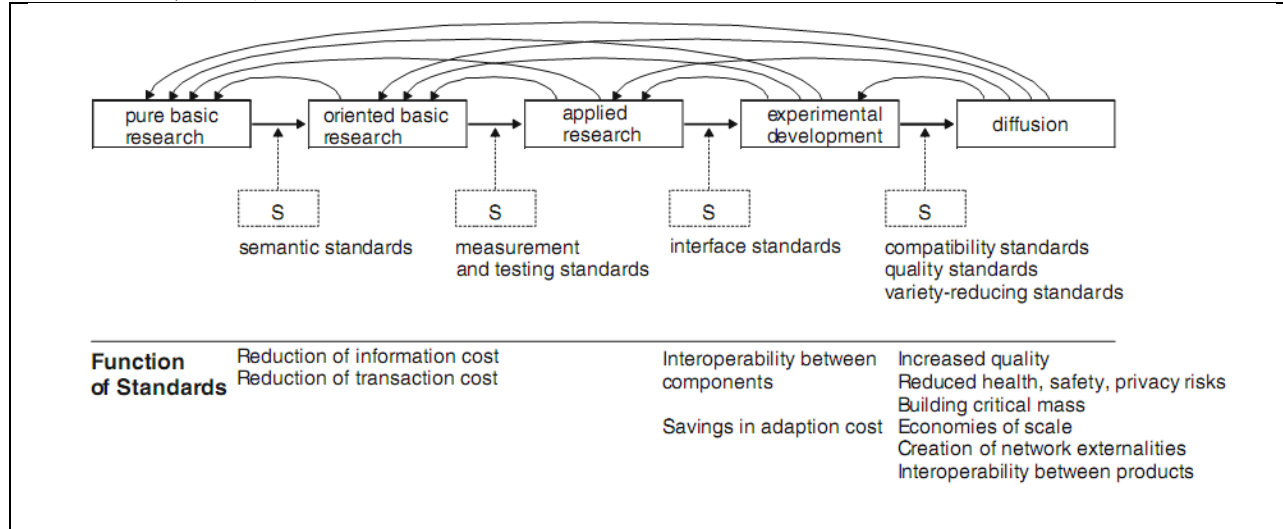 pure basic
research
oriented basic
research
applied
research
experimental
development
diffusion
S
S
S
S
semantic standards
measurement
and testing standards
interface standards
compatibility standards
quality standards
variety-reducing standards
Function
of Standards
Reduction of information cost
Reduction of transaction cost
Interoperability between
components
Savings in adaption cost
Increased quality
Reduced health, safety, privacy risks
Building critical mass
Economies of scale
Creation of network externalities
Interoperability between products